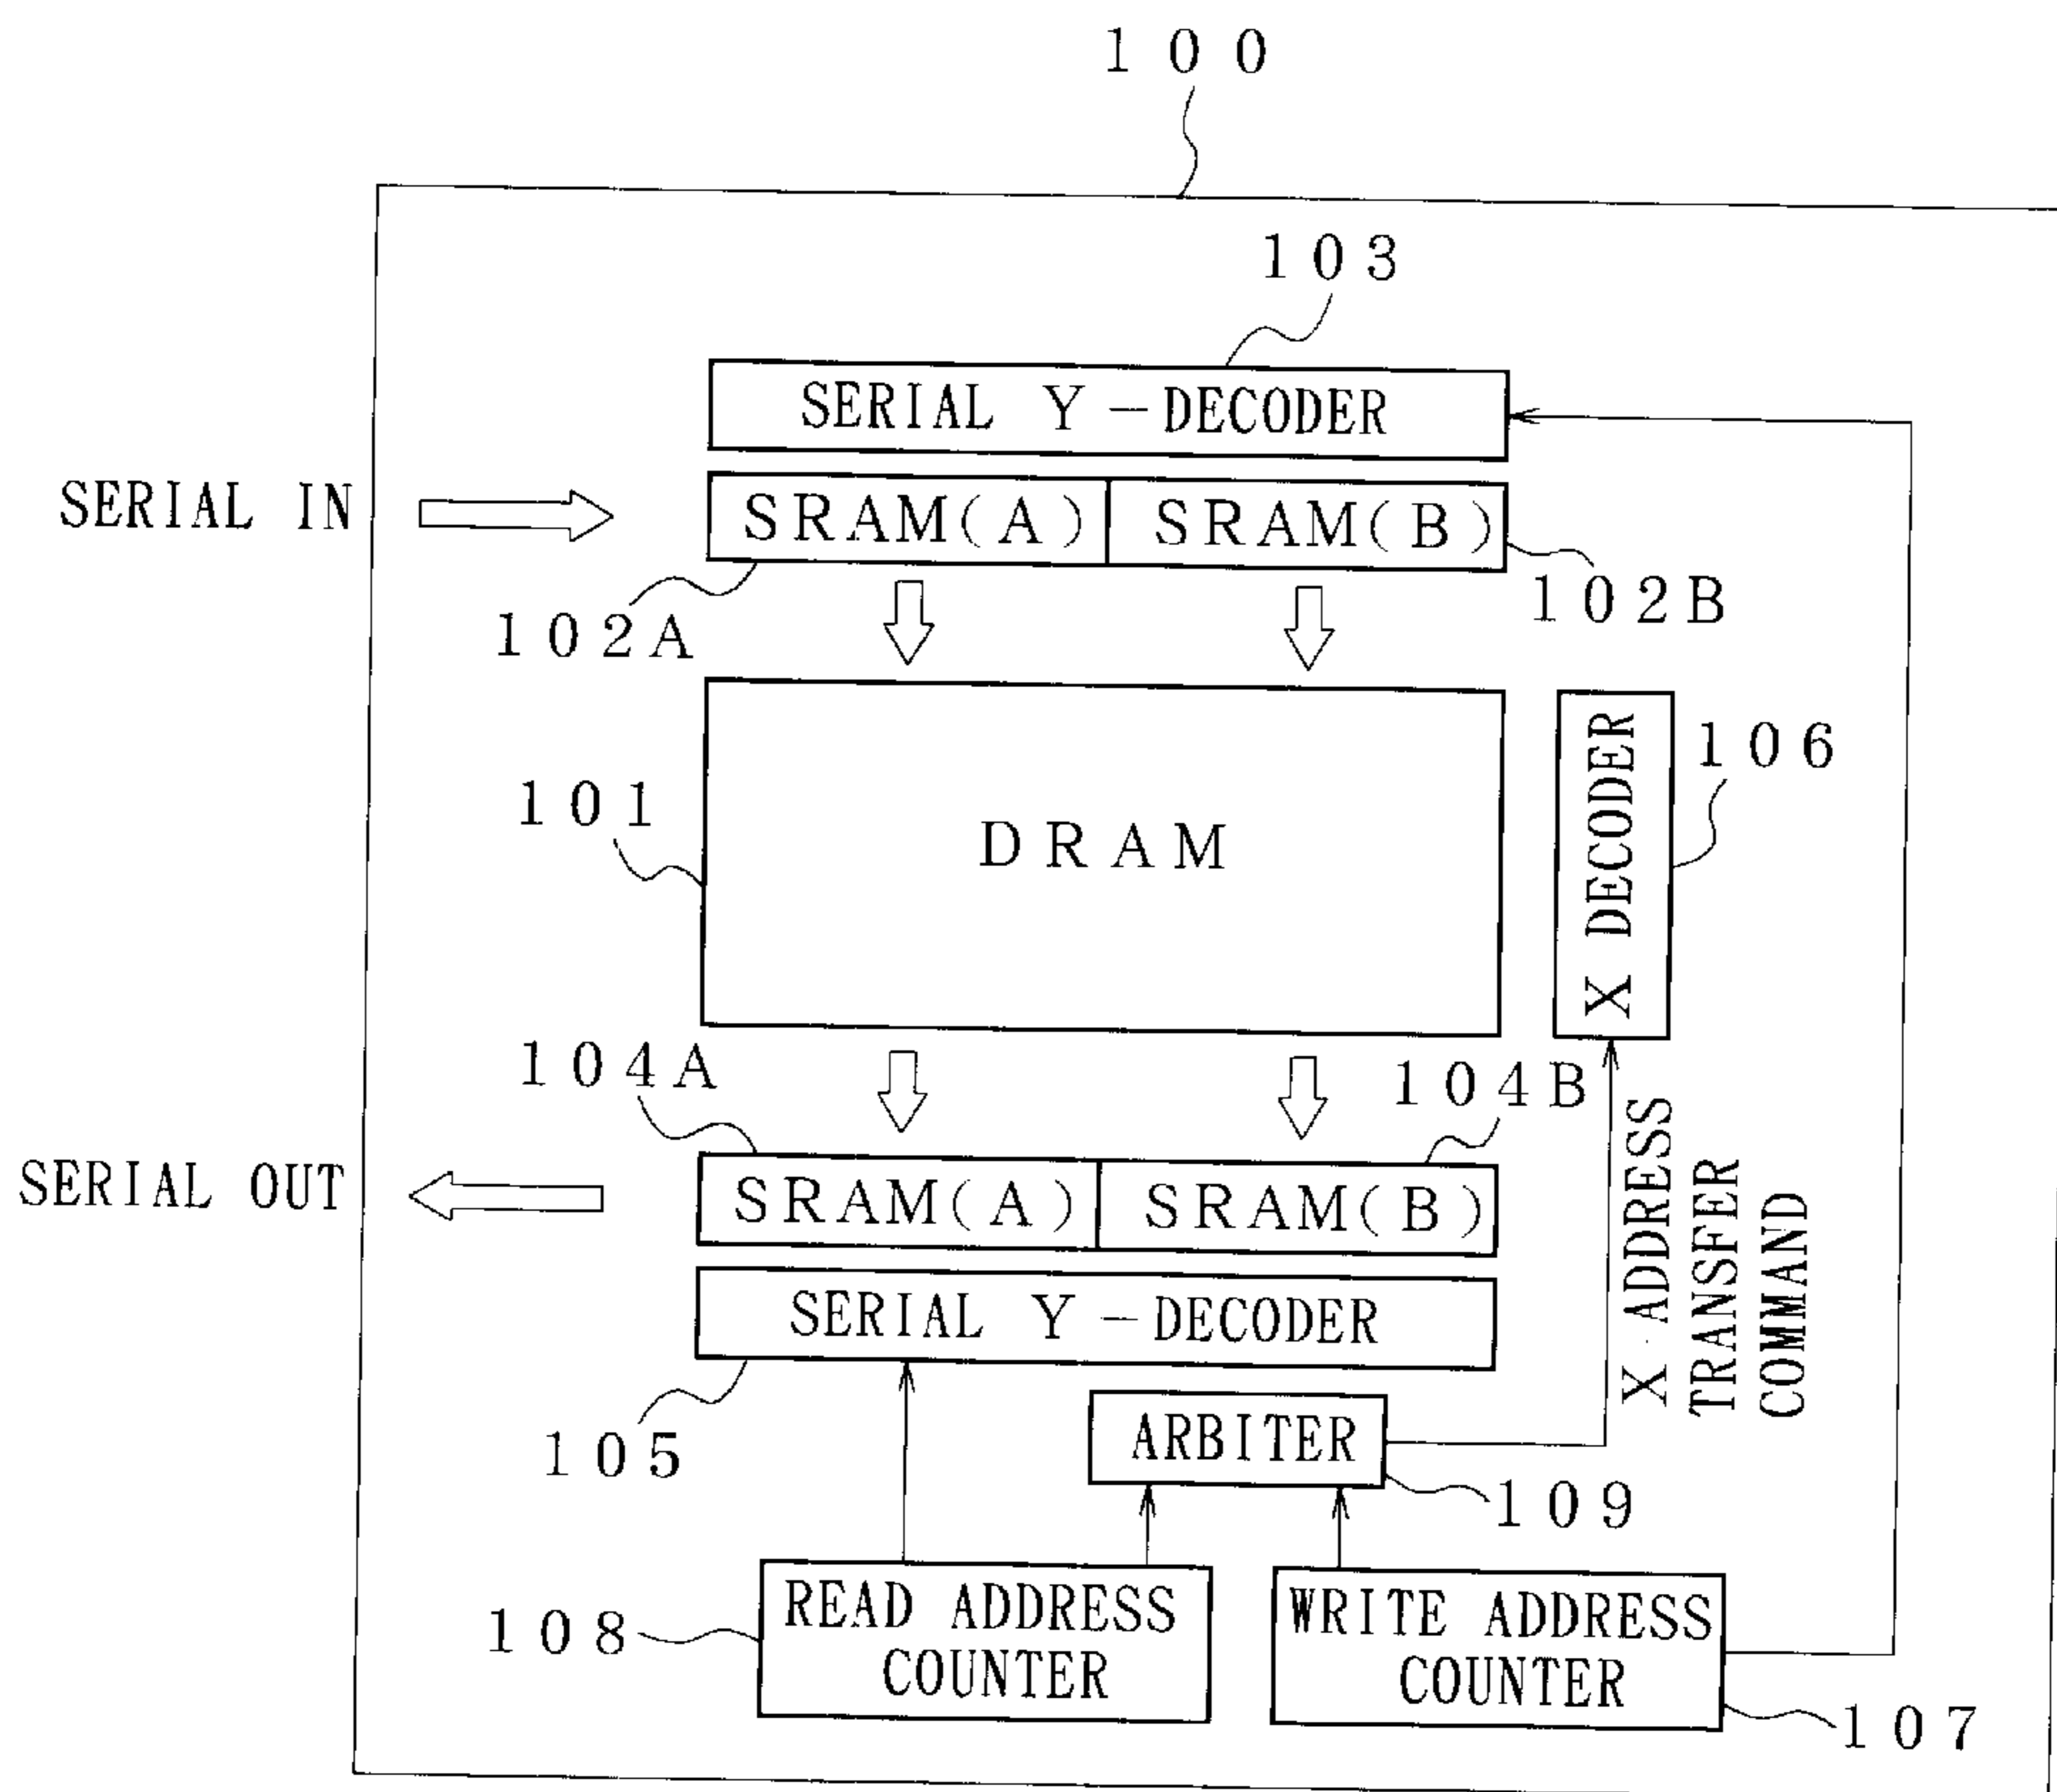 100
103
SERIAL Y-DECODER
SERIAL IN
SRAM(A) SRAM(B)
102A
102B
101
DRAM
X DECODER
106
104A
104B
SERIAL OUT
SRAM(A) SRAM(B)
X ADDRESS
TRANSFER
COMMAND
SERIAL Y-DECODER
105
ARBITER
109
108
READ ADDRESS
COUNTER
WRITE ADDRESS
COUNTER
107